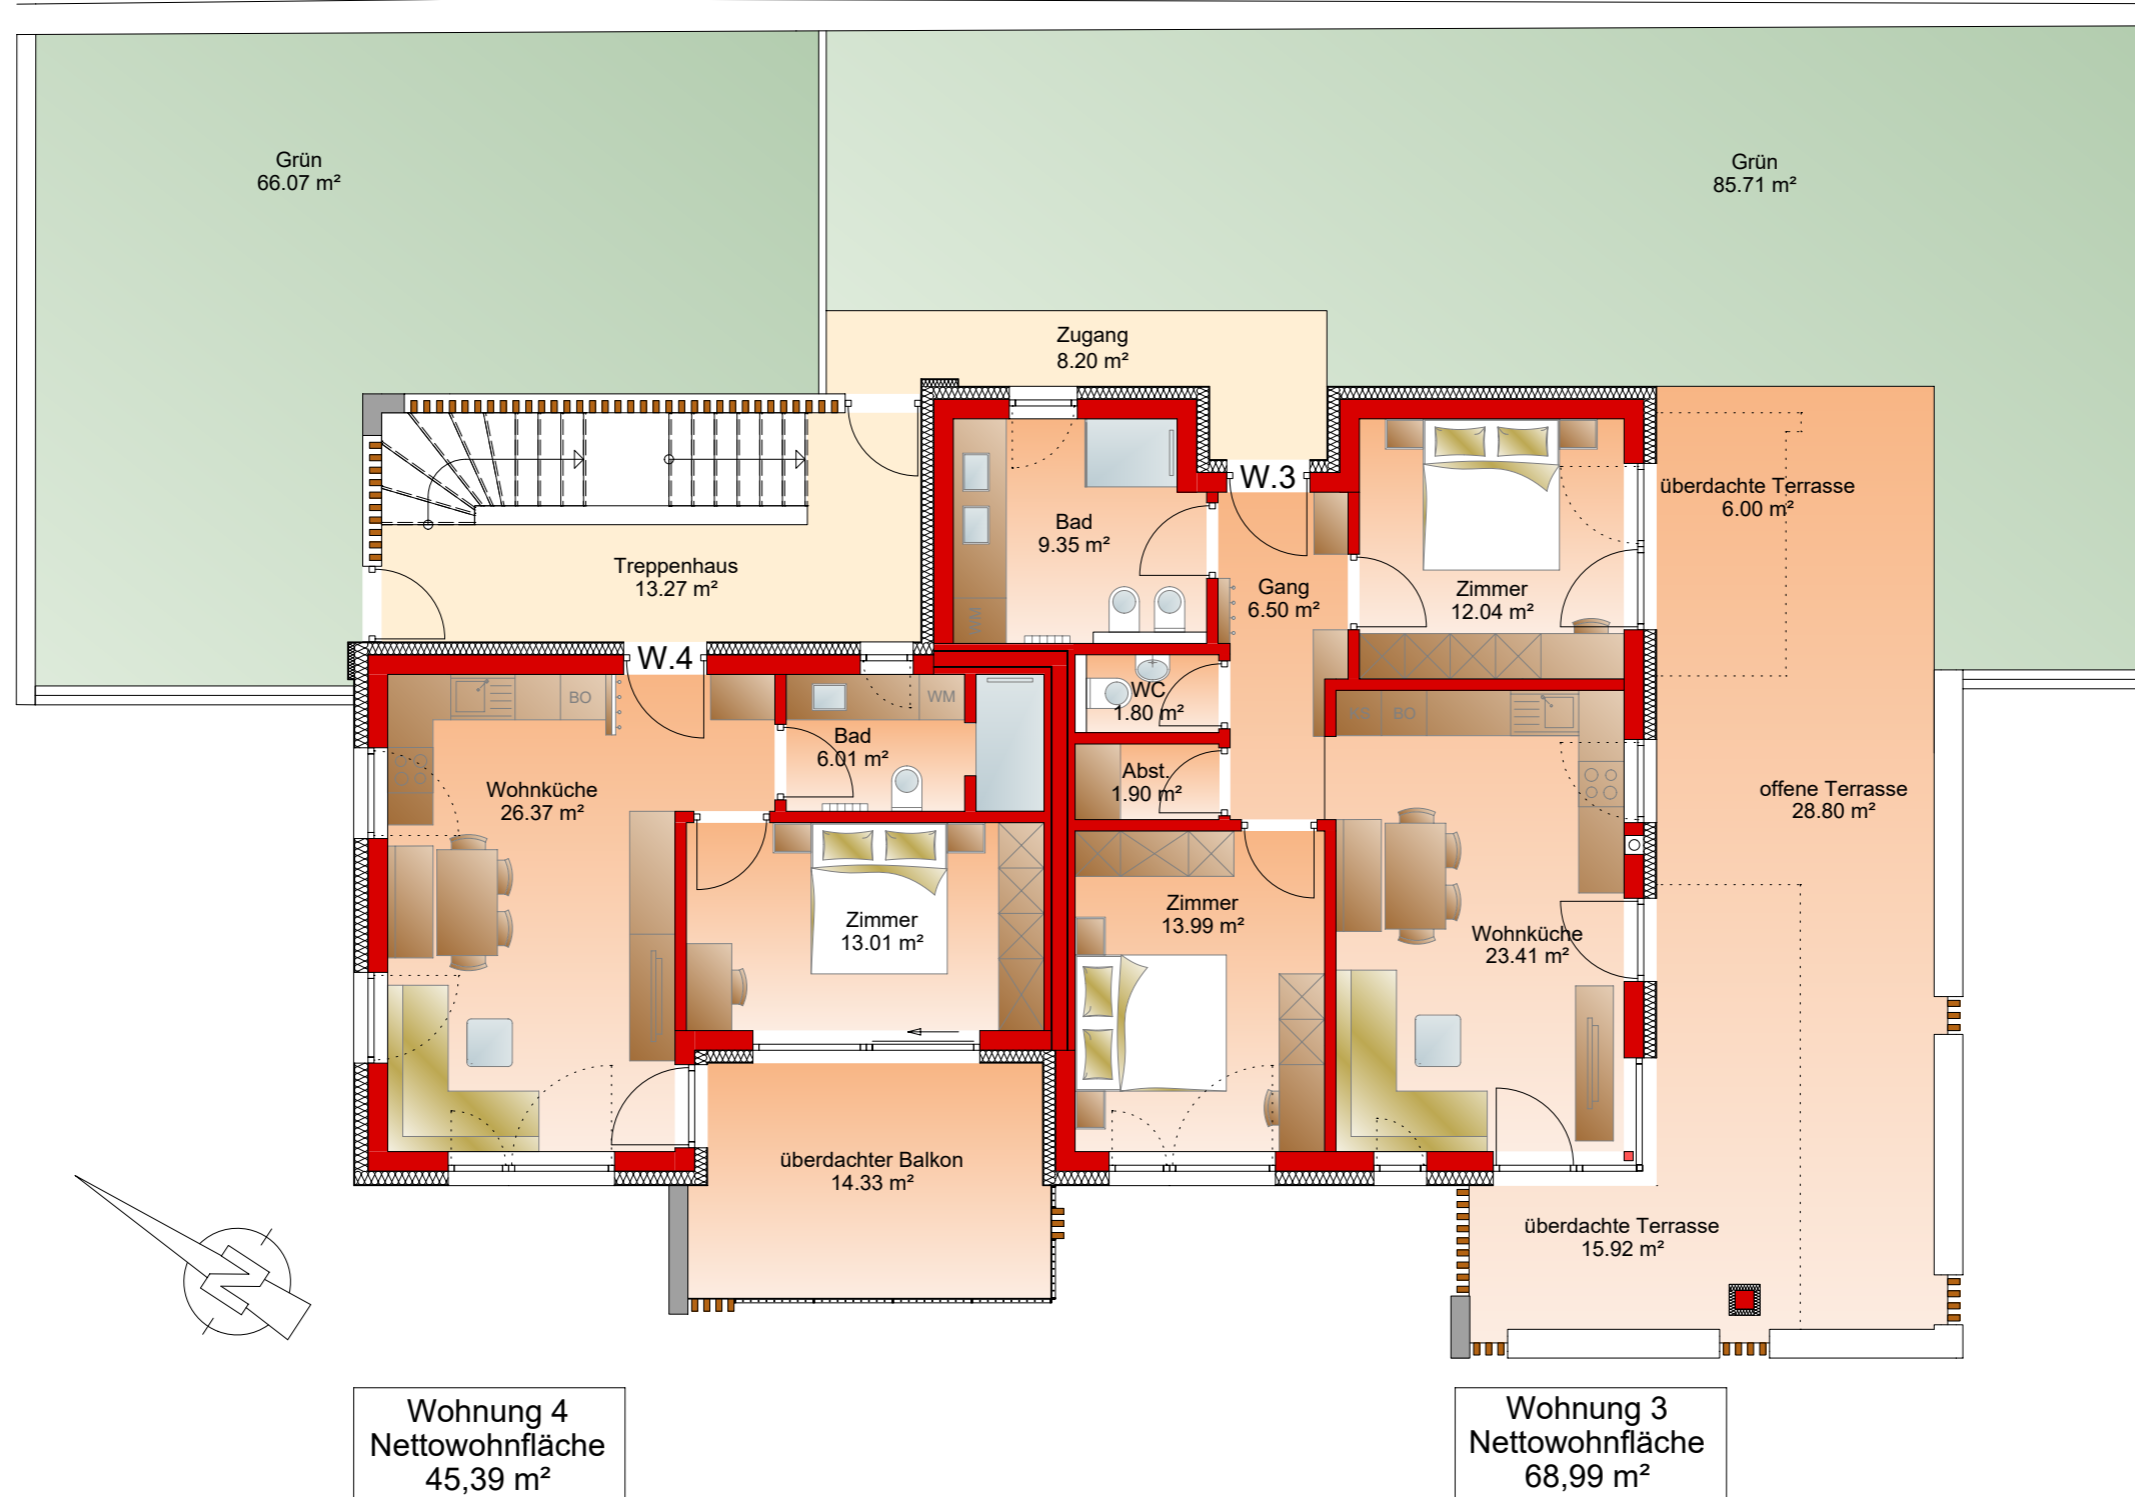 Grün
66.07 m²
Grün
85.71 m²
Zugang
8.20 m²
W.3
überdachte Terrasse
6.00 m²
Bad
9.35 m²
Treppenhaus
13.27 m²
Gang
6.50 m²
Zimmer
12.04 m²
WM
W.4
BO
WM
WC
1.80 m²
KS
BO
Bad
6.01 m²
Wohnküche
26.37 m²
Abst.
1.90 m²
offene Terrasse
28.80 m²
Zimmer
13.01 m²
Zimmer
13.99 m²
Wohnküche
23.41 m²
überdachter Balkon
14.33 m²
überdachte Terrasse
15.92 m²
N
Wohnung 4
Nettowohnfläche
45,39 m²
Wohnung 3
Nettowohnfläche
68,99 m²